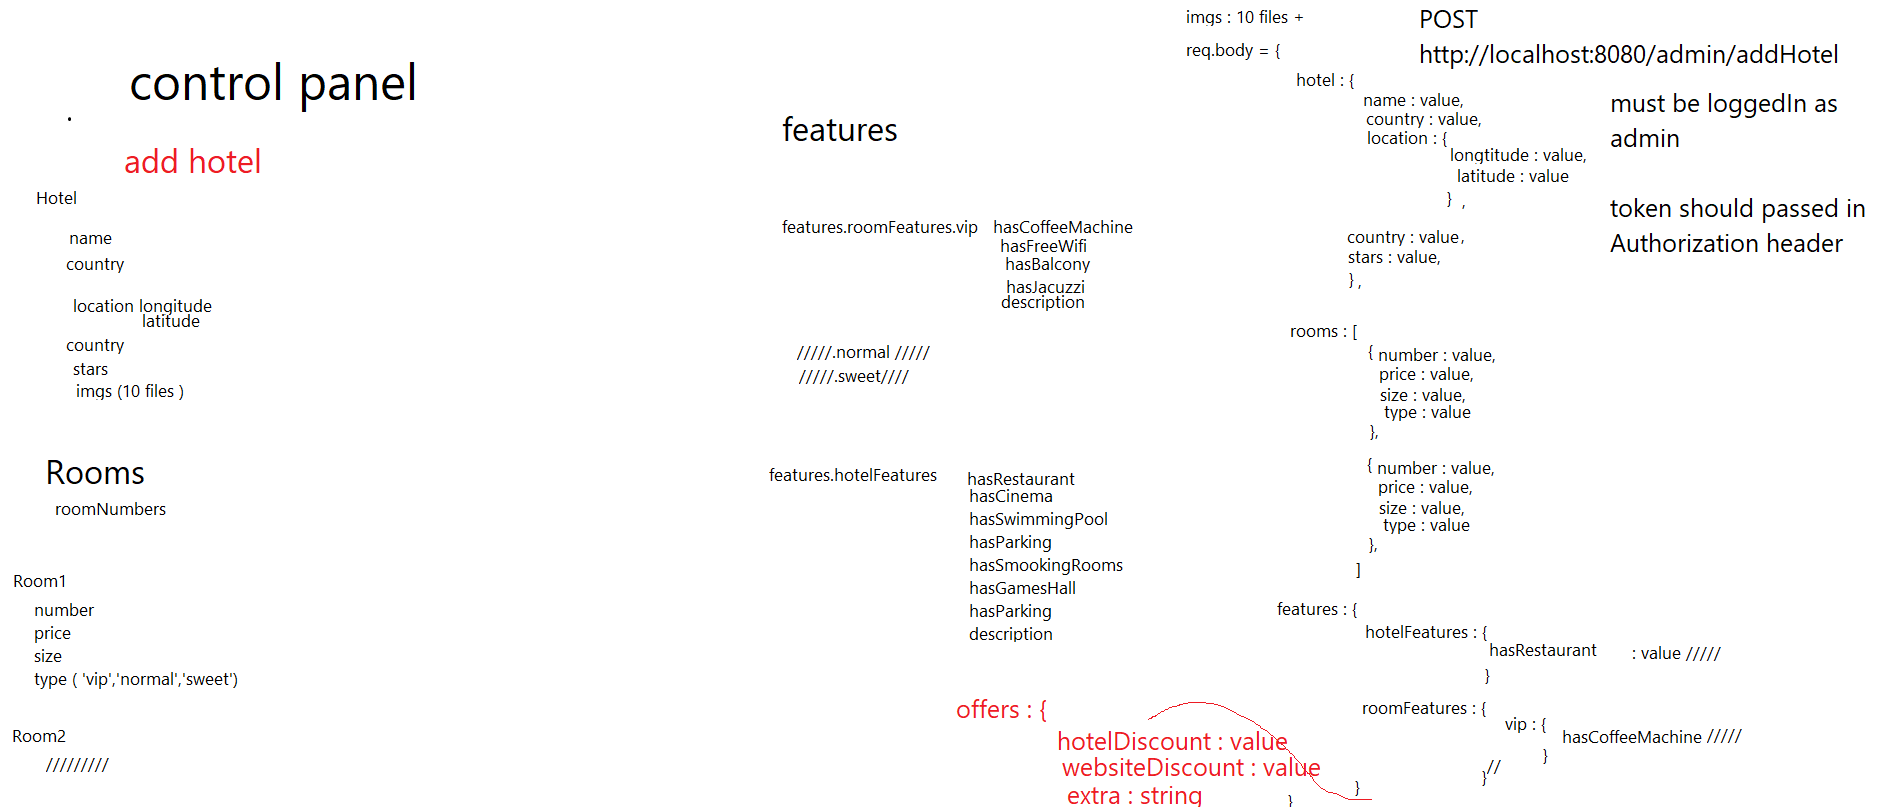 control panel
.
add hotel
Hotel
name
country
location longitude
latitude
country
stars
imgs (10 files )
Rooms
roomNumbers
Room1
number
price
size
type ( 'vip','normal','sweet')
Room2
/////////
features
features.roomFeatures.vip hasCoffeeMachine
hasFreeWifi
hasBalcony
hasJacuzzi
description
/////.normal /////
/////.sweet////
features.hotelFeatures hasRestaurant
hasCinema
hasSwimmingPool
hasParking
hasSmookingRooms
hasGamesHall
hasParking
description
offers : {
hotelDiscount : value
websiteDiscount : value
extra : string
}
imgs : 10 files +
req.body = {
hotel : {
name : value,
country : value,
location : {
longtitude : value,
latitude : value
} ,
country : value,
stars : value,
} ,
rooms : [
{ number : value,
price : value,
size : value,
type : value
},
{ number : value,
price : value,
size : value,
type : value
},
]
features : {
hotelFeatures : {
hasRestaurant : value /////
}
roomFeatures : {
vip : {
hasCoffeeMachine /////
}
//
}
}
POST
http://localhost:8080/admin/addHotel
must be loggedIn as
admin
token should passed in
Authorization header